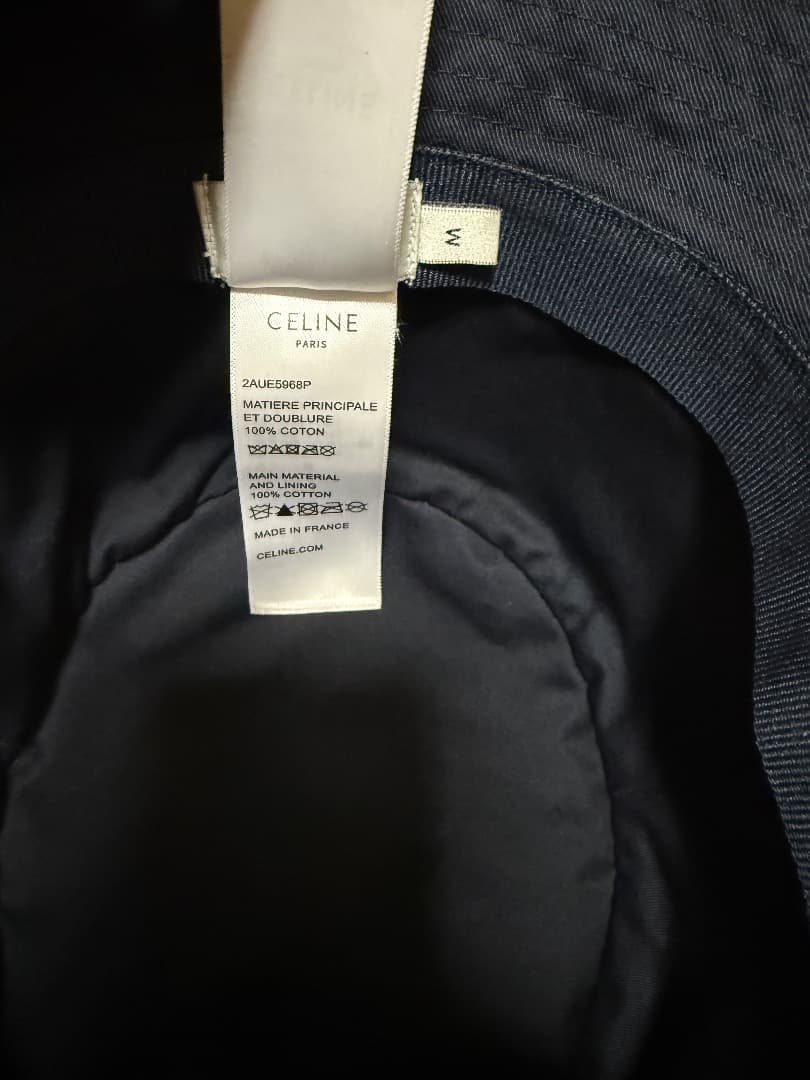 M
CELINE
PARIS
2AUE5968P
MATIERE PRINCIPALE
ET DOUBLURE
100% COTON
MAIN MATERIAL
AND LINING
100% COTTON
MADE IN FRANCE
CELINE.COM